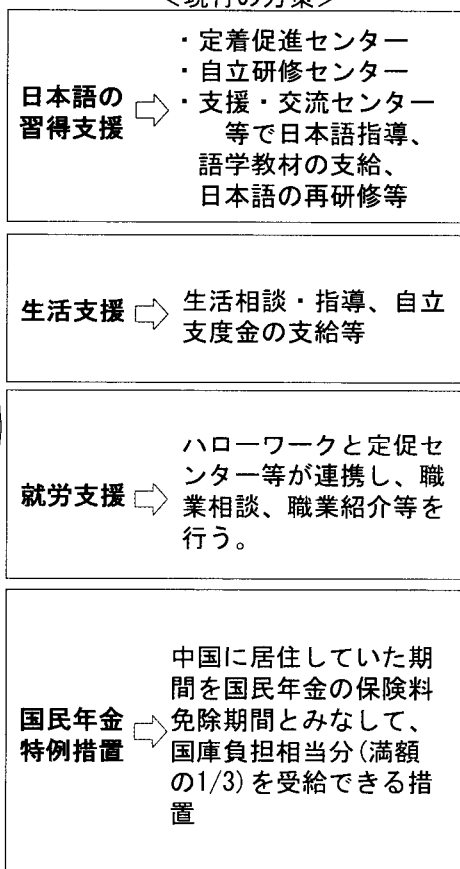 <現行の方策>
日本語の
習得支援
・定着促進センター
・自立研修センター
・支援・交流センター
等で日本語指導、
語学教材の支給、
日本語の再研修等
生活支援
生活相談・指導、自立
支度金の支給等
就労支援
ハローワークと定促セ
ンター等が連携し、職
業相談、職業紹介等を
行う。
国民年金
特例措置
中国に居住していた期
間を国民年金の保険料
免除期間とみなして、
国庫負担相当分(満額
の1/3)を受給できる措
置